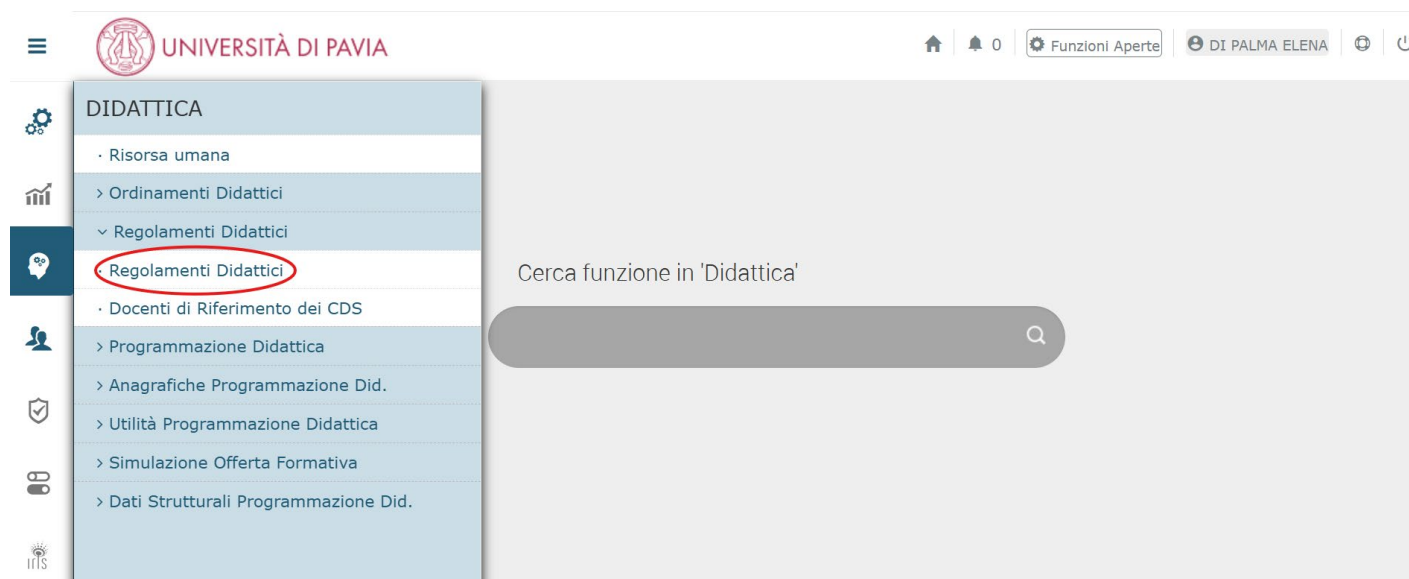 UNIVERSITÀ DI PAVIA
0
Funzioni Aperte
DI PALMA ELENA
DIDATTICA
· Risorsa umana
> Ordinamenti Didattici
Regolamenti Didattici
· Regolamenti Didattici
· Docenti di Riferimento dei CDS
> Programmazione Didattica
> Anagrafiche Programmazione Did.
> Utilità Programmazione Didattica
> Simulazione Offerta Formativa
> Dati Strutturali Programmazione Did.
Cerca funzione in 'Didattica'
IRIS